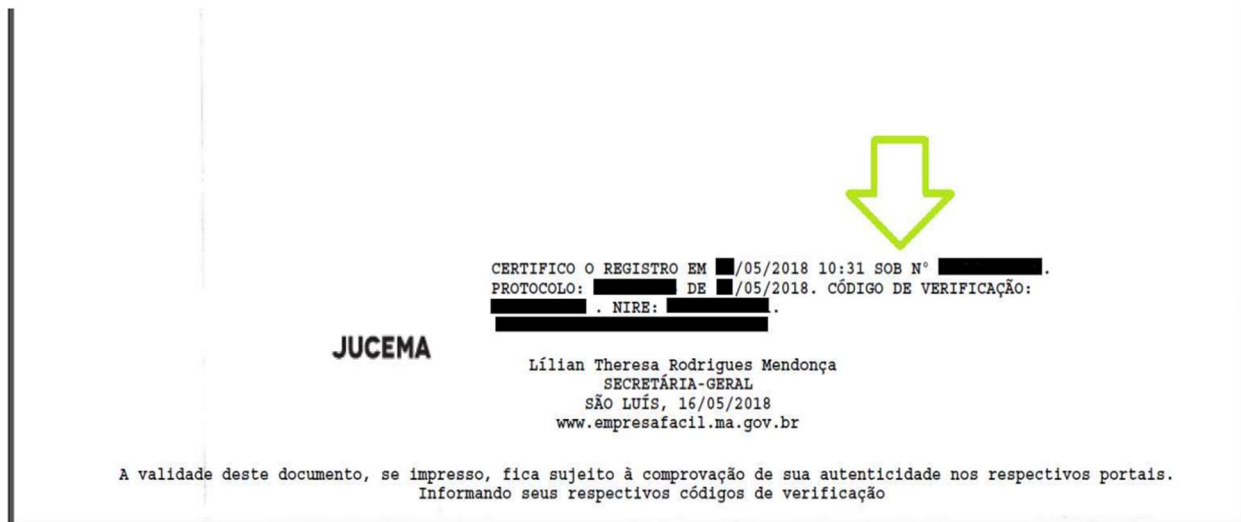 CERTIFICO O REGISTRO EM /05/2018 10:31 SOB N° .
PROTOCOLO: DE /05/2018. CÓDIGO DE VERIFICAÇÃO:
. NIRE: .
JUCEMA
Lílian Theresa Rodrigues Mendonça
SECRETÁRIA-GERAL
SÃO LUÍS, 16/05/2018
www.empresafacil.ma.gov.br
A validade deste documento, se impresso, fica sujeito à comprovação de sua autenticidade nos respectivos portais.
Informando seus respectivos códigos de verificação